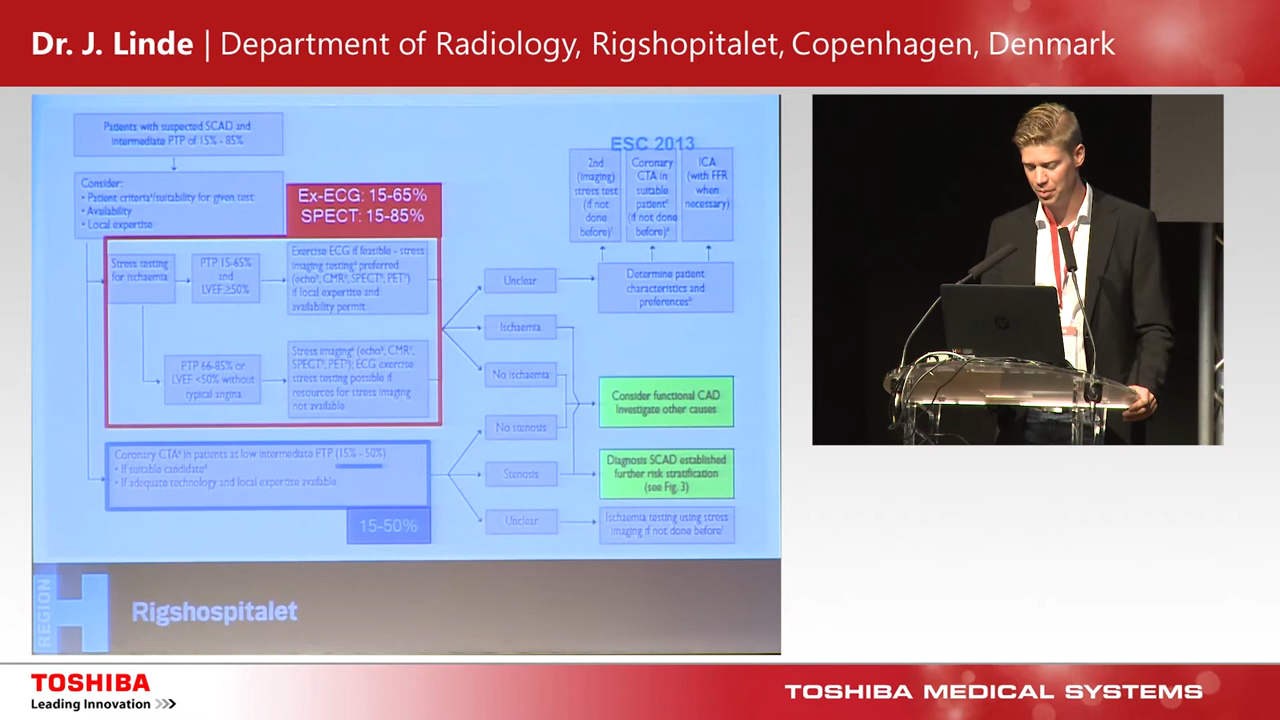 Dr. J. Linde | Department of Radiology, Rigshopitalet, Copenhagen, Denmark
Patients with suspected SCAD and
intermediate PTP of 15% - 85%
Consider:
• Patient criteria/suitability for given test
• Availability
• Local expertise
Ex-ECG: 15-65%
SPECT: 15-85%
Stress testing
for ischaemia
PTP 15-65%
and
LVEF ≥50%
Exercise ECG if feasible - stress
imaging testing preferred
(echo, CMR, SPECT, PET)
if local expertise and
availability permit
PTP 66-85% or
LVEF <50% without
typical angina
Stress imaging (echo, CMR,
SPECT, PET); ECG exercise
stress testing possible if
resources for stress imaging
not available
Coronary CTA in patients at low intermediate PTP (15% - 50%)
• If suitable candidate
• If adequate technology and local expertise available
15-50%
Unclear
Ischaemia
No ischaemia
No stenosis
Stenosis
Unclear
ESC 2013
2nd
(imaging)
stress test
(if not
done
before)
Coronary
CTA in
suitable
patient
(if not done
before)
ICA
(with FFR
when
necessary)
Determine patient
characteristics and
preferences
Consider functional CAD
Investigate other causes
Diagnosis SCAD established
further risk stratification
(see Fig. 3)
Ischaemia testing using stress
imaging if not done before
REGION
H
Rigshospitalet
TOSHIBA
Leading Innovation >>>
TOSHIBA MEDICAL SYSTEMS